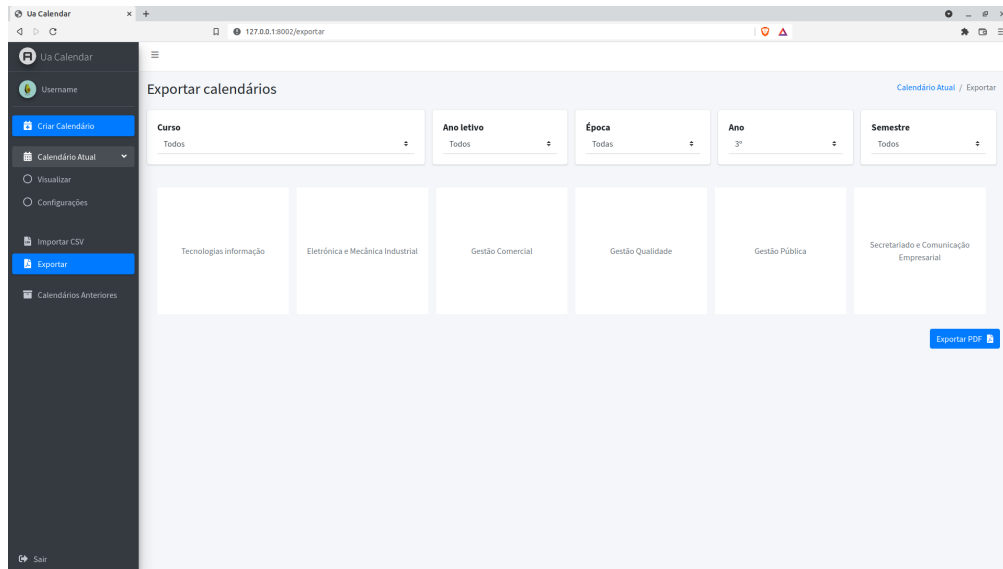 Ua Calendar
127.0.0.1:8002/exportar
Ua Calendar
Username
Criar Calendário
Calendário Atual
Visualizar
Configurações
Importar CSV
Exportar
Calendários Anteriores
Sair
Exportar calendários
Calendário Atual / Exportar
Curso
Todos
Ano letivo
Todos
Época
Todas
Ano
3º
Semestre
Todos
Tecnologias informação
Eletrónica e Mecânica Industrial
Gestão Comercial
Gestão Qualidade
Gestão Pública
Secretariado e Comunicação
Empresarial
Exportar PDF